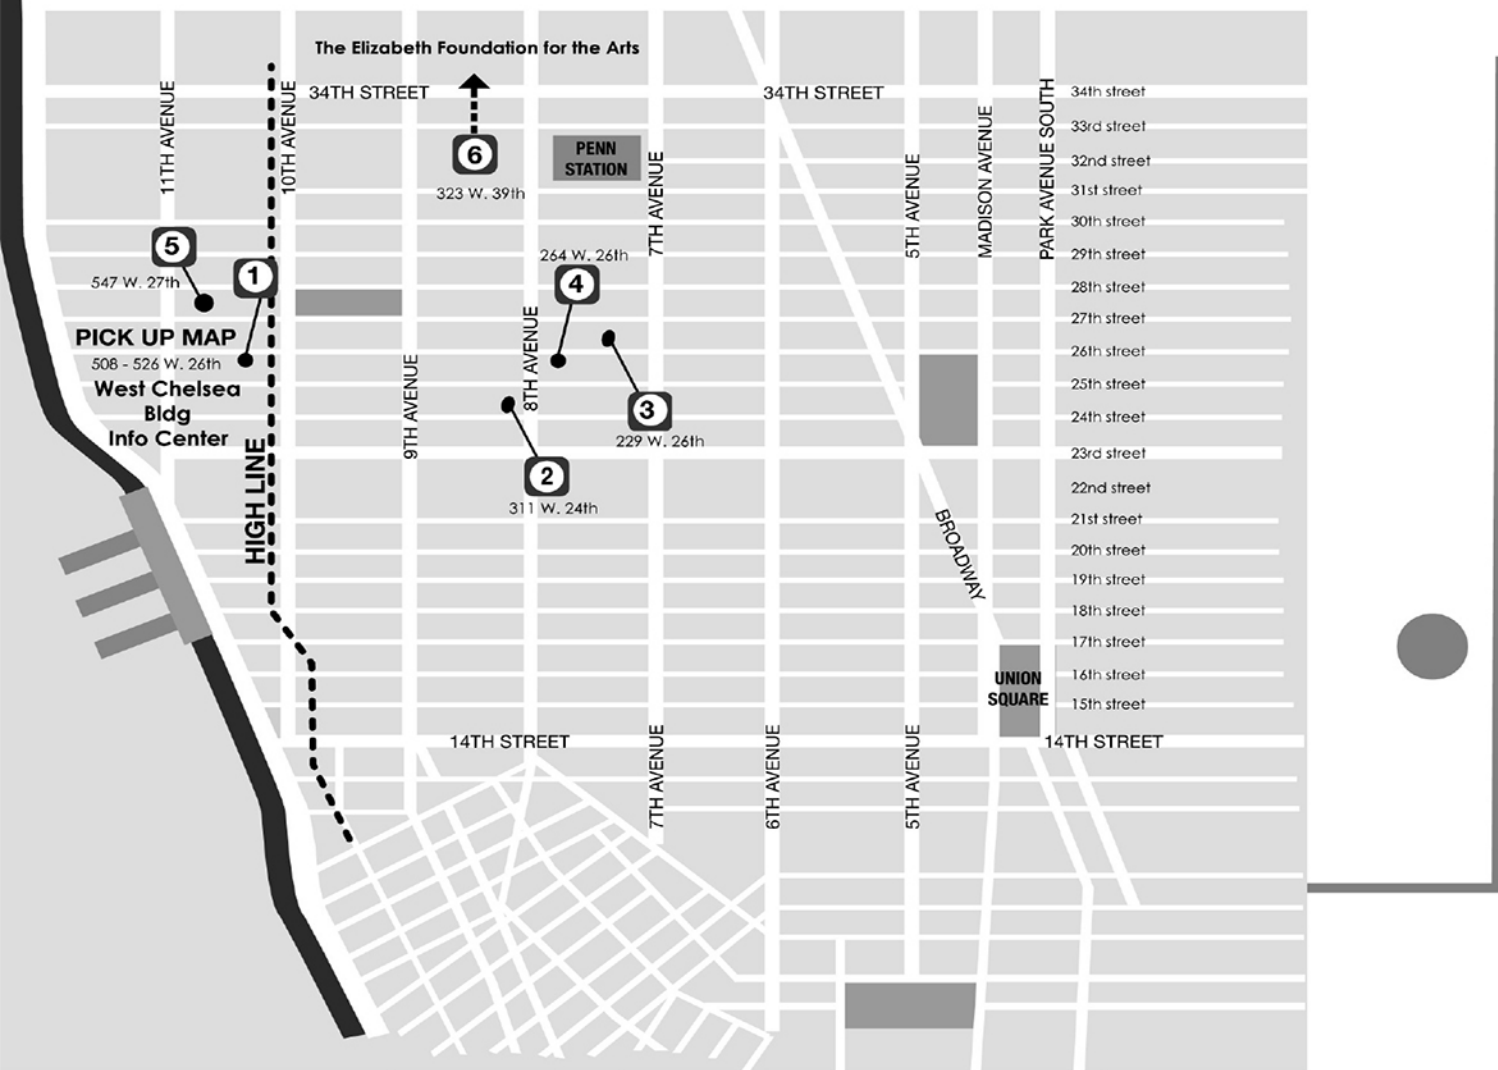 The Elizabeth Foundation for the Arts
11TH AVENUE
10TH AVENUE
34TH STREET
34TH STREET
34th street
33rd street
32nd street
31st street
30th street
29th street
28th street
27th street
26th street
25th street
24th street
23rd street
22nd street
21st street
20th street
19th street
18th street
17th street
16th street
15th street
6
323 W. 39th
PENN
STATION
7TH AVENUE
5TH AVENUE
MADISON AVENUE
PARK AVENUE SOUTH
5
547 W. 27th
1
PICK UP MAP
508 - 526 W. 26th
West Chelsea
Bldg
Info Center
264 W. 26th
4
8TH AVENUE
9TH AVENUE
3
229 W. 26th
2
311 W. 24th
HIGH LINE
BROADWAY
UNION
SQUARE
14TH STREET
14TH STREET
7TH AVENUE
6TH AVENUE
5TH AVENUE